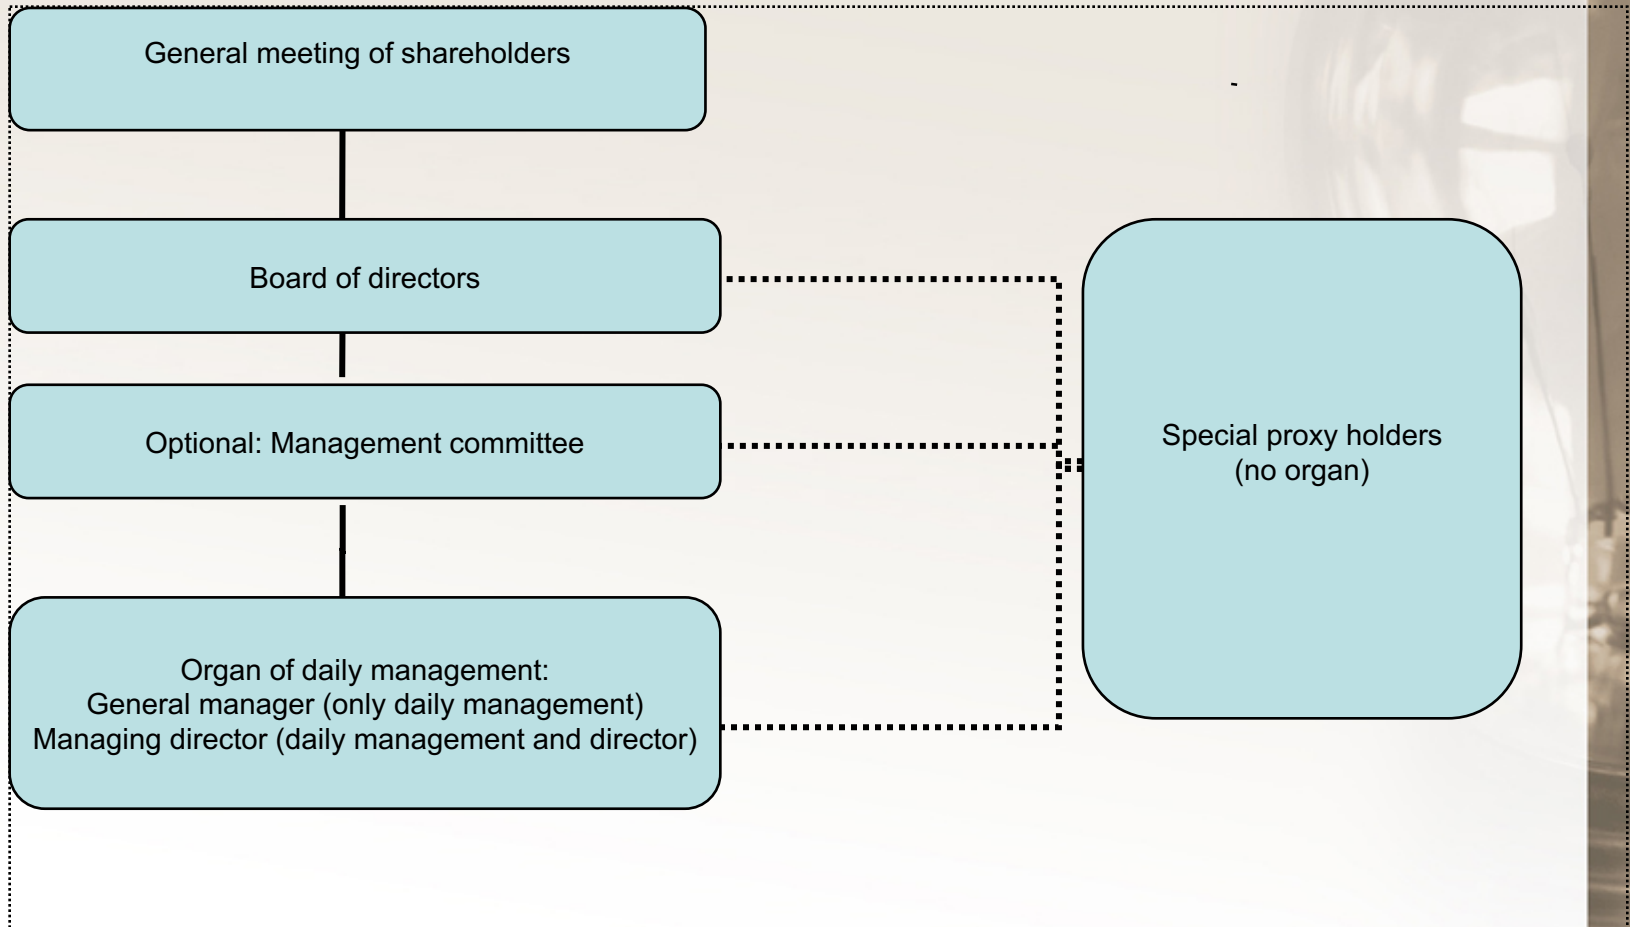 General meeting of shareholders
Board of directors
Optional: Management committee
Special proxy holders
(no organ)
Organ of daily management:
General manager (only daily management)
Managing director (daily management and director)